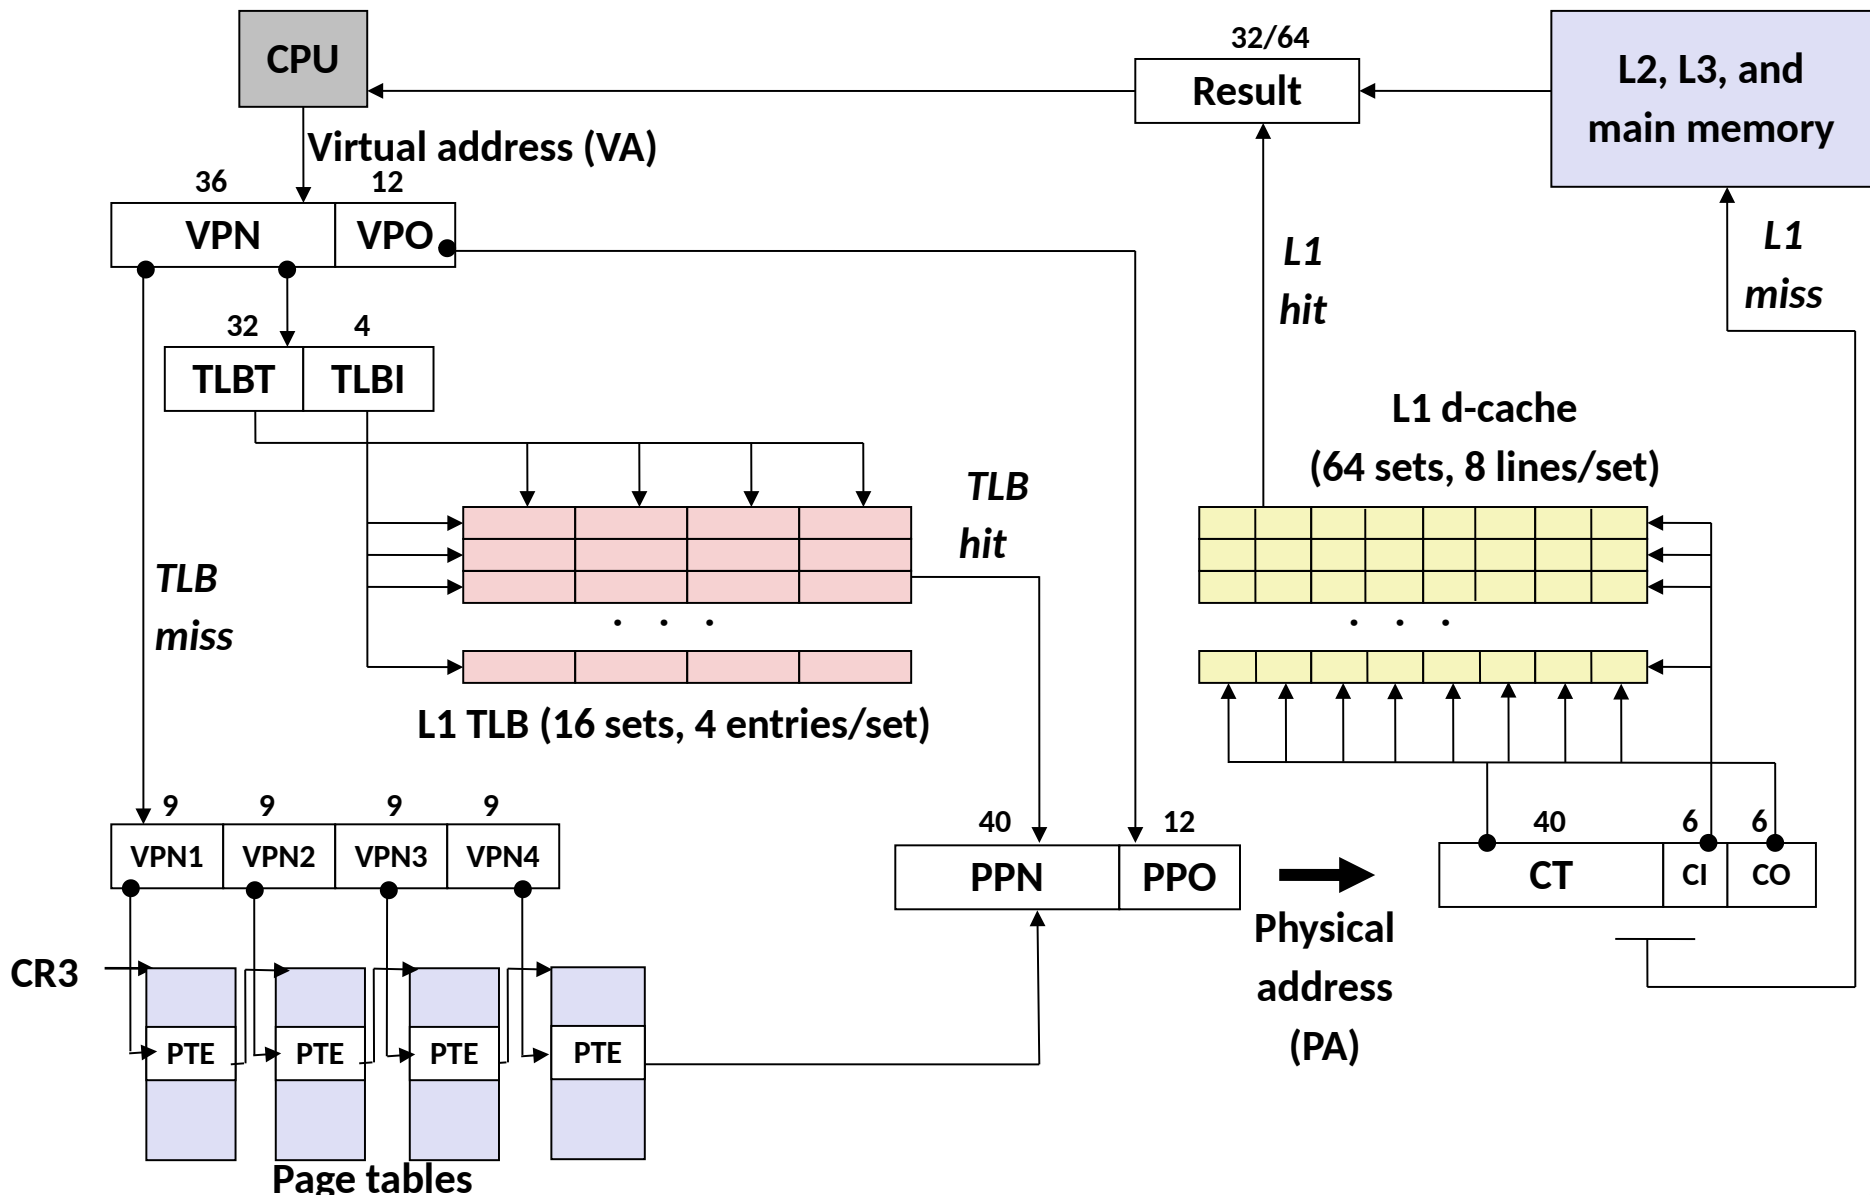 CPU
32/64
Result
L2, L3, and
main memory
Virtual address (VA)
36
12
VPN
VPO
L1
hit
L1
miss
32
4
TLBT
TLBI
L1 d-cache
(64 sets, 8 lines/set)
TLB
hit
TLB
miss
. . .
. . .
L1 TLB (16 sets, 4 entries/set)
9
9
9
9
VPN1
VPN2
VPN3
VPN4
40
12
PPN
PPO
40
6
6
CT
CI
CO
Physical
address
(PA)
CR3
PTE
PTE
PTE
PTE
Page tables